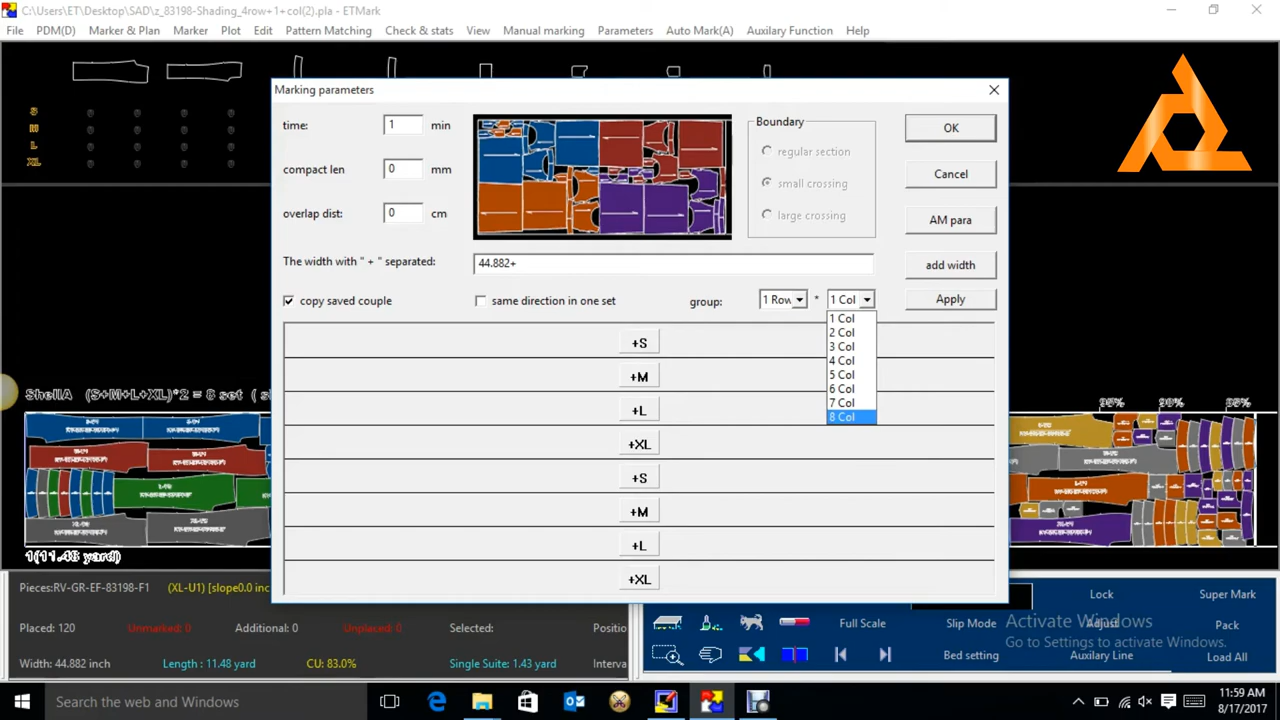 C:\Users\ET\Desktop\SAD\z_83198-Shading_4row+1+col(2).pla - ETMark
File PDM(D) Marker & Plan Marker Plot Edit Pattern Matching Check & stats View Manual marking Parameters Auto Mark(A) Auxilary Function Help
S
M
L
XL
Marking parameters
time: 1 min
compact len 0 mm
overlap dist: 0 cm
Boundary
regular section
small crossing
large crossing
OK
Cancel
AM para
The width with " + " separated: 44.882+
add width
copy saved couple
same direction in one set
group: 1 Row * 1 Col
Apply
1 Col
2 Col
3 Col
4 Col
5 Col
6 Col
7 Col
8 Col
+S
+M
+L
+XL
+S
+M
+L
+XL
ShellA (S+M+L+XL)*2 = 8 set ( s
1(11.48 yard)
Pieces:RV-GR-EF-83198-F1 (XL-U1) [slope0.0 inc
Placed: 120 Unmarked: 0 Additional: 0 Unplaced: 0 Selected: Positio
Width: 44.882 inch Length : 11.48 yard CU: 83.0% Single Suite: 1.43 yard Interva
Lock Super Mark
Full Scale Slip Mode Adjust Pack
Bed setting Auxilary Line Load All
Activate Windows
Go to Settings to activate Windows.
Search the web and Windows
11:59 AM
8/17/2017